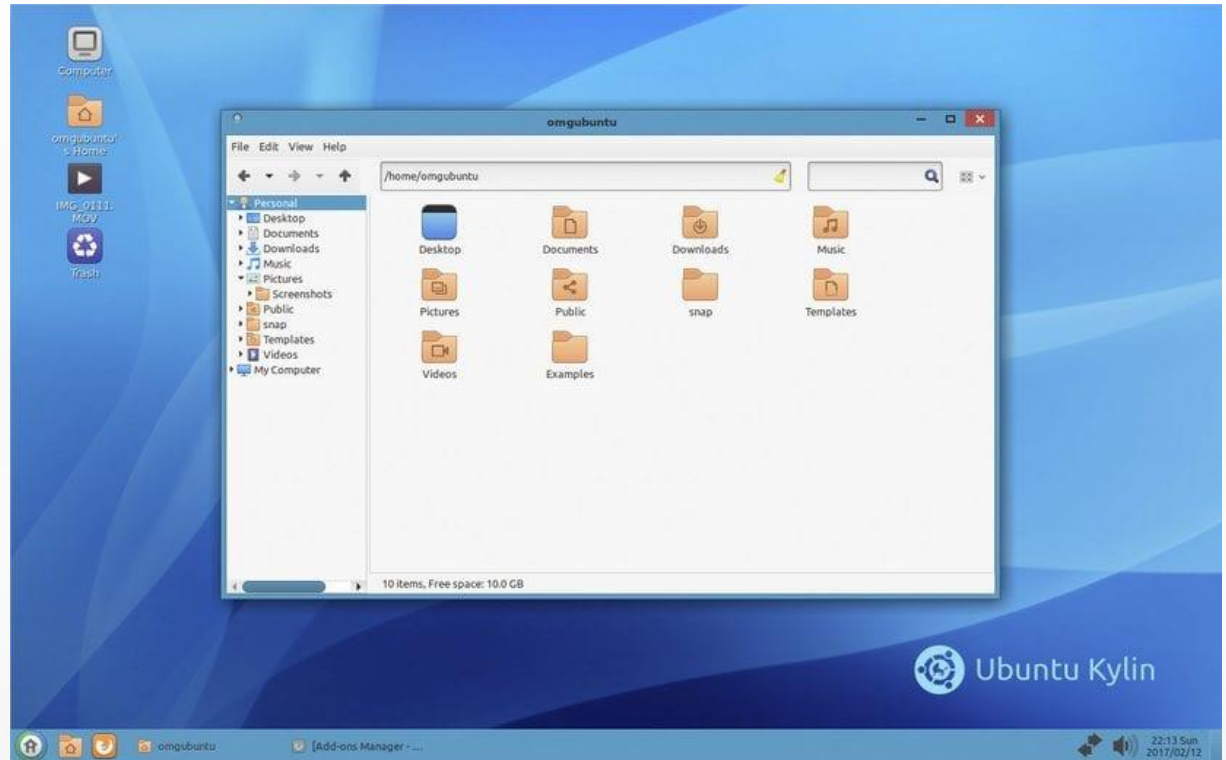 Computer
omgubuntu'
s Home
IMG_0111.
MOV
Trash
omgubuntu
File Edit View Help
/home/omgubuntu
Personal
Desktop
Documents
Downloads
Music
Pictures
Screenshots
Public
snap
Templates
Videos
My Computer
Desktop
Documents
Downloads
Music
Pictures
Public
snap
Templates
Videos
Examples
10 items, Free space: 10.0 GB
Ubuntu Kylin
omgubuntu
[Add-ons Manager - ...
22:13 Sun
2017/02/12